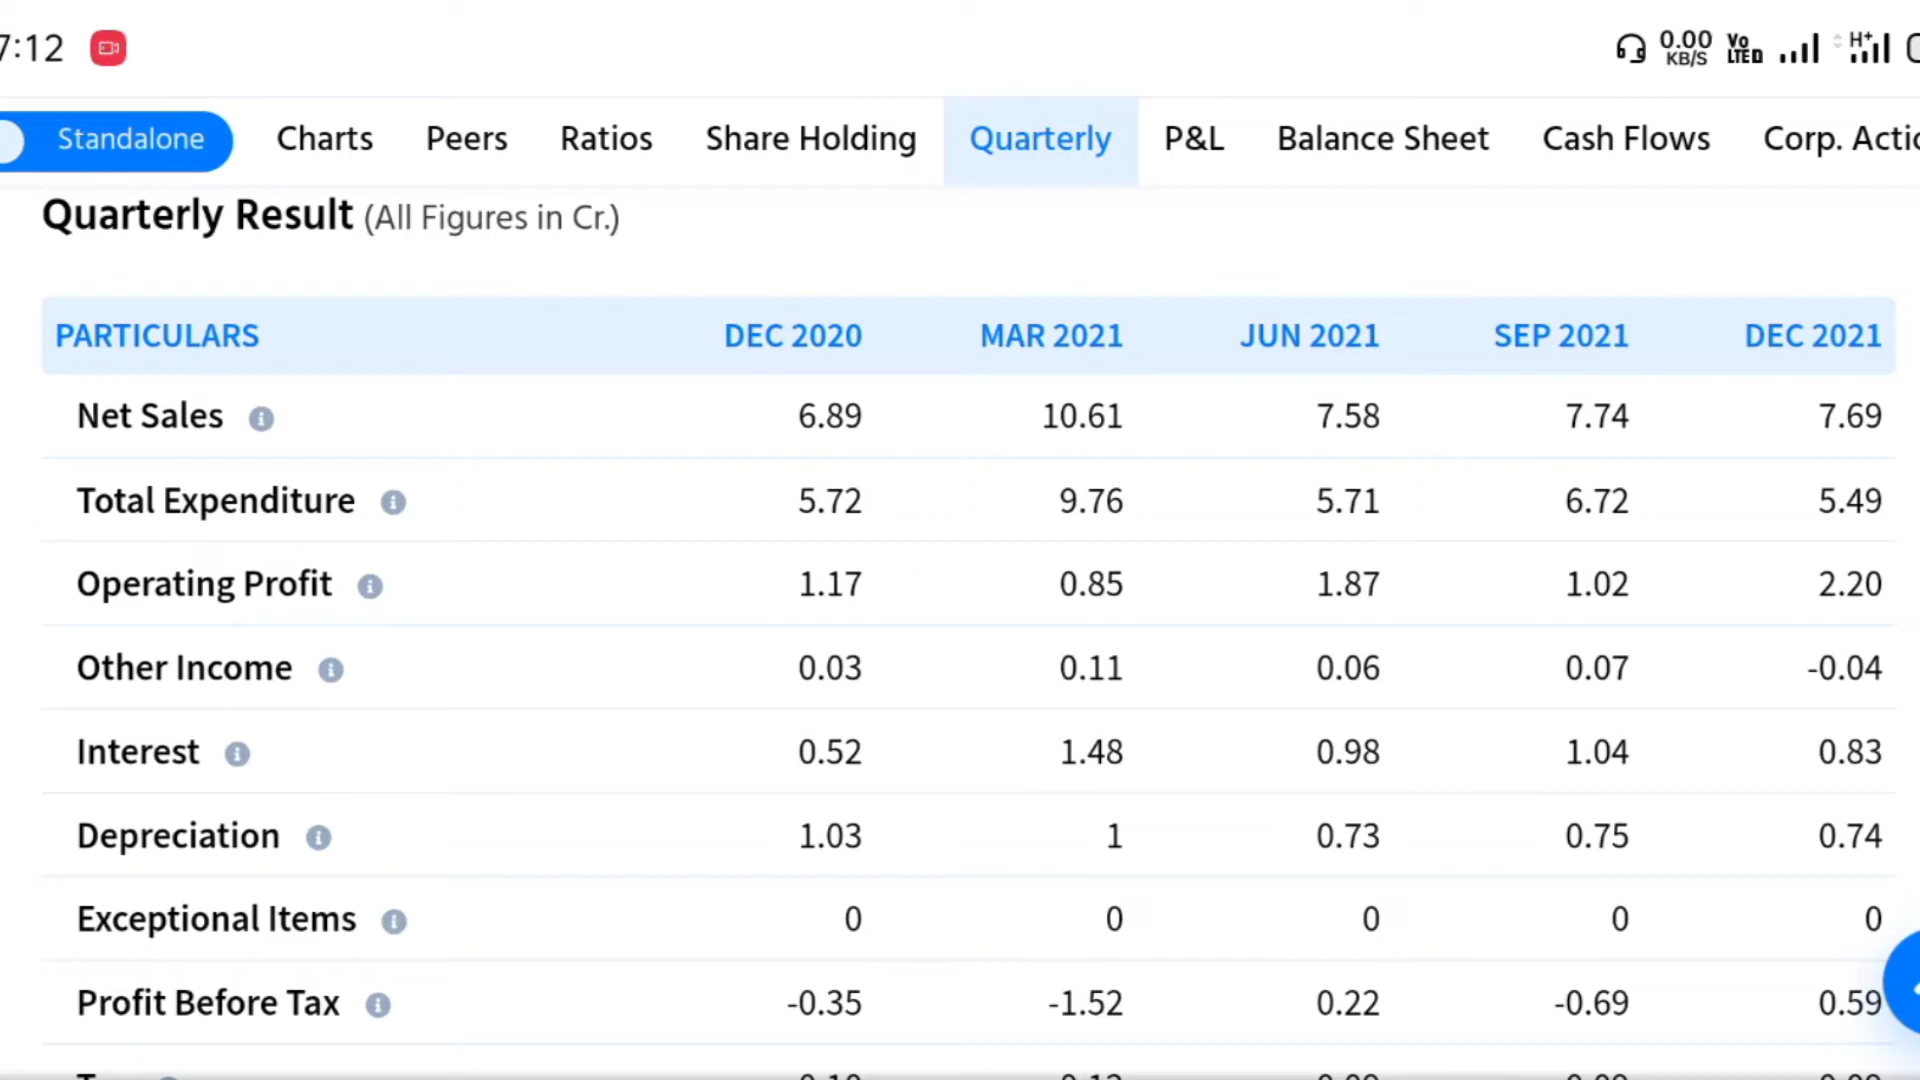 7:12 0.00 KB/S Vo LTE D H+
Standalone Charts Peers Ratios Share Holding Quarterly P&L Balance Sheet Cash Flows Corp.
Quarterly Result (All Figures in Cr.)
PARTICULARS DEC 2020 MAR 2021 JUN 2021 SEP 2021 DEC 2021
Net Sales 6.89 10.61 7.58 7.74 7.69
Total Expenditure 5.72 9.76 5.71 6.72 5.49
Operating Profit 1.17 0.85 1.87 1.02 2.20
Other Income 0.03 0.11 0.06 0.07 -0.04
Interest 0.52 1.48 0.98 1.04 0.83
Depreciation 1.03 1 0.73 0.75 0.74
Exceptional Items 0 0 0 0 0
Profit Before Tax -0.35 -1.52 0.22 -0.69 0.59